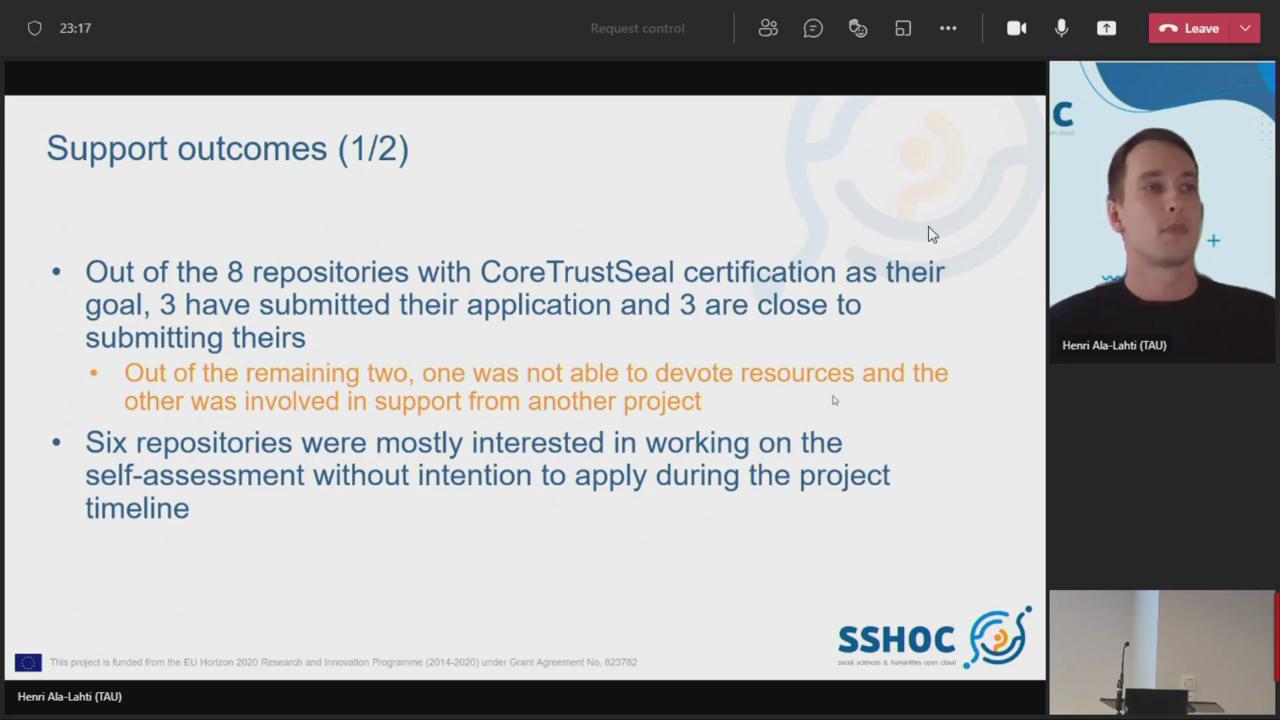 23:17
Request control
Leave
Support outcomes (1/2)
• Out of the 8 repositories with CoreTrustSeal certification as their
goal, 3 have submitted their application and 3 are close to
submitting theirs
• Out of the remaining two, one was not able to devote resources and the
other was involved in support from another project
• Six repositories were mostly interested in working on the
self-assessment without intention to apply during the project
timeline
SSHOC
social sciences & humanities open cloud
This project is funded from the EU Horizon 2020 Research and Innovation Programme (2014-2020) under Grant Agreement No. 823782
Henri Ala-Lahti (TAU)
C
Henri Ala-Lahti (TAU)